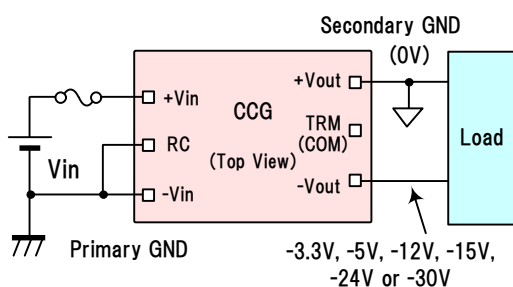 Secondary GND
(0V)
+Vin
+Vout
CCG
TRM
(COM)
RC
(Top View)
Load
Vin
-Vin
-Vout
Primary GND
-3.3V, -5V, -12V, -15V,
-24V or -30V